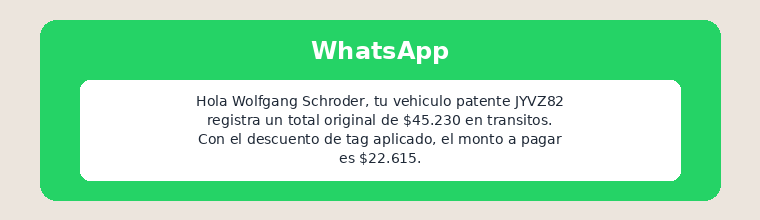 WhatsApp
Hola Wolfgang Schroder, tu vehiculo patente JYVZ82
registra un total original de $45.230 en transitos.
Con el descuento de tag aplicado, el monto a pagar
es $22.615.